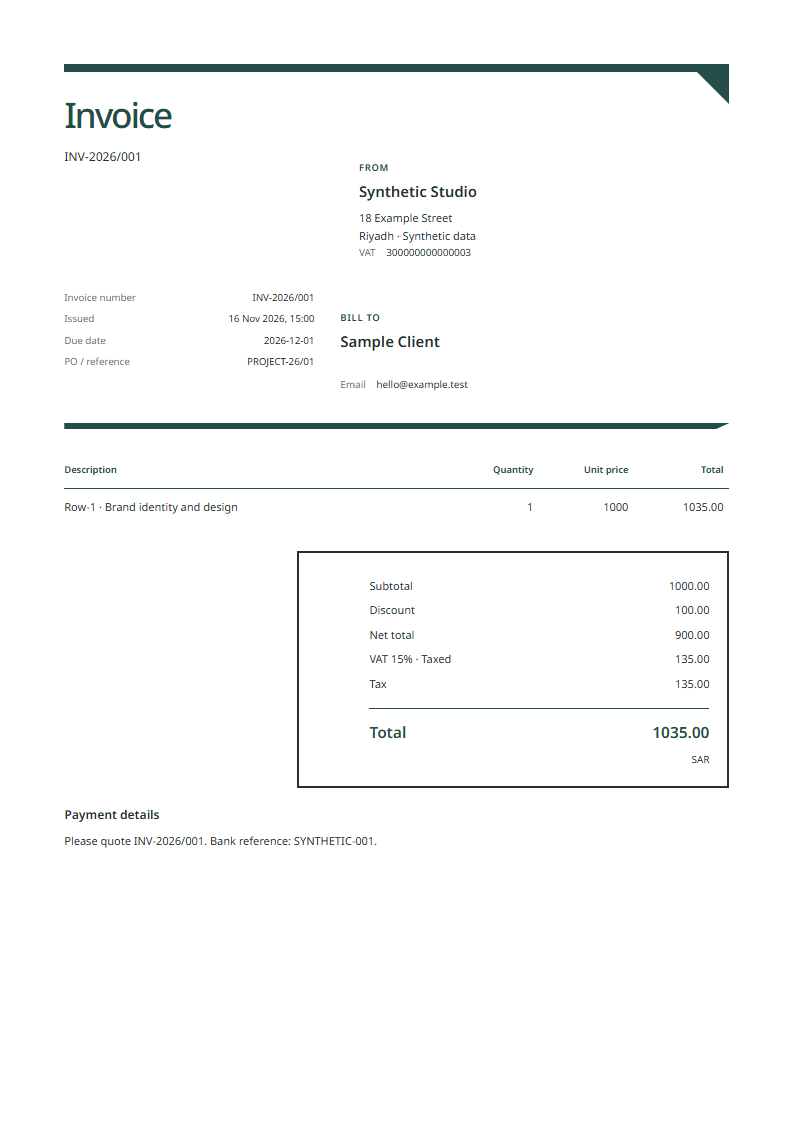 Invoice
INV-2026/001
FROM
Synthetic Studio
18 Example Street
Riyadh · Synthetic data
VAT 300000000000003
Invoice number INV-2026/001
Issued 16 Nov 2026, 15:00
Due date 2026-12-01
PO / reference PROJECT-26/01
BILL TO
Sample Client
Email hello@example.test
Description Quantity Unit price Total
Row-1 · Brand identity and design 1 1000 1035.00
Subtotal 1000.00
Discount 100.00
Net total 900.00
VAT 15% · Taxed 135.00
Tax 135.00
Total 1035.00
SAR
Payment details
Please quote INV-2026/001. Bank reference: SYNTHETIC-001.